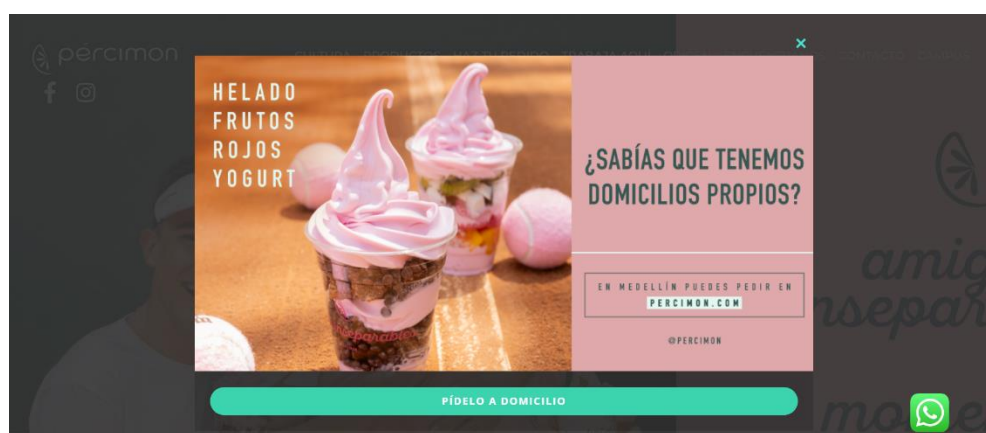 percimon
HELADO
FRUTOS
ROJOS
YOGURT
¿SABÍAS QUE TENEMOS
DOMICILIOS PROPIOS?
EN MEDELLÍN PUEDES PEDIR EN
PERCIMON.COM
@PERCIMON
PÍDELO A DOMICILIO